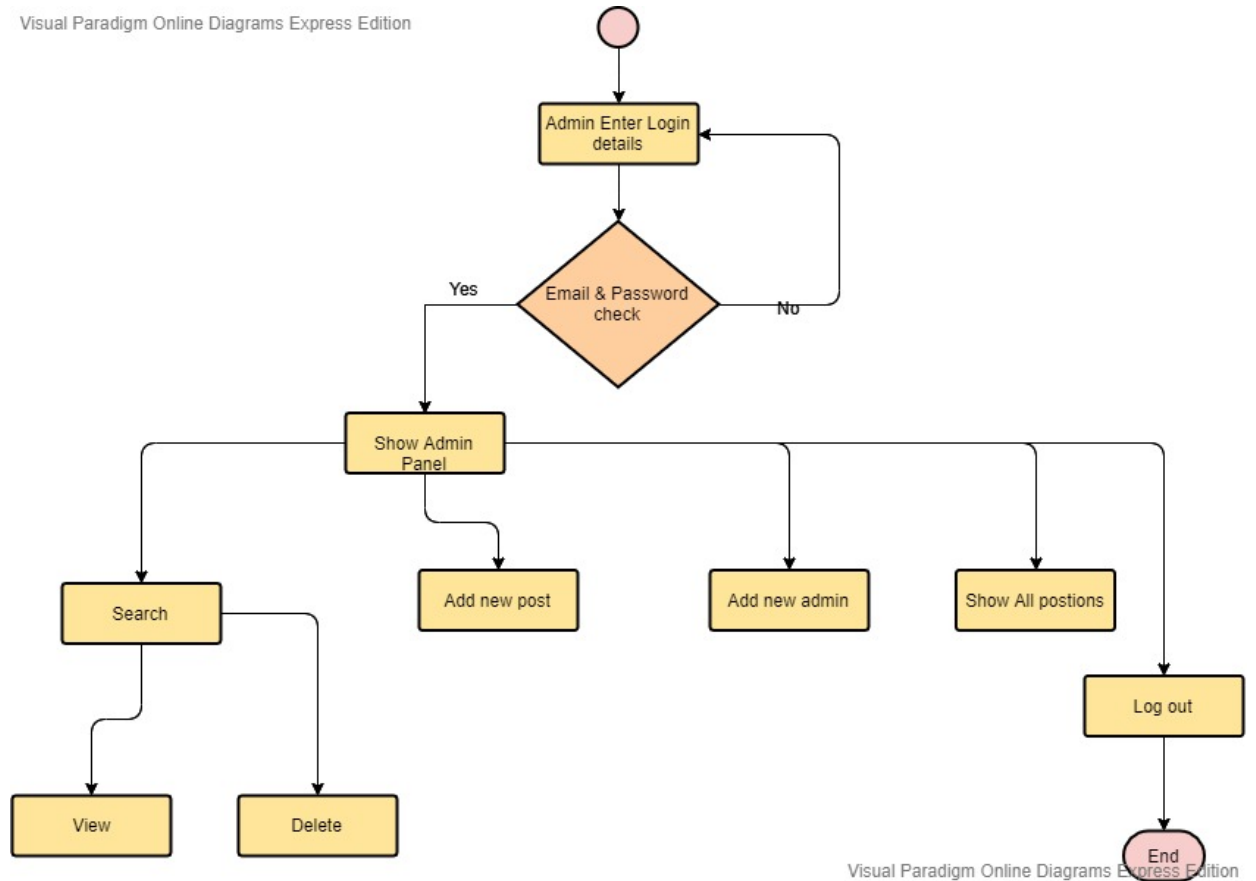 Visual Paradigm Online Diagrams Express Edition
Admin Enter Login
details
Email & Password
check
Yes
No
Show Admin
Panel
Search
Add new post
Add new admin
Show All postions
Log out
View
Delete
End
Visual Paradigm Online Diagrams Express Edition